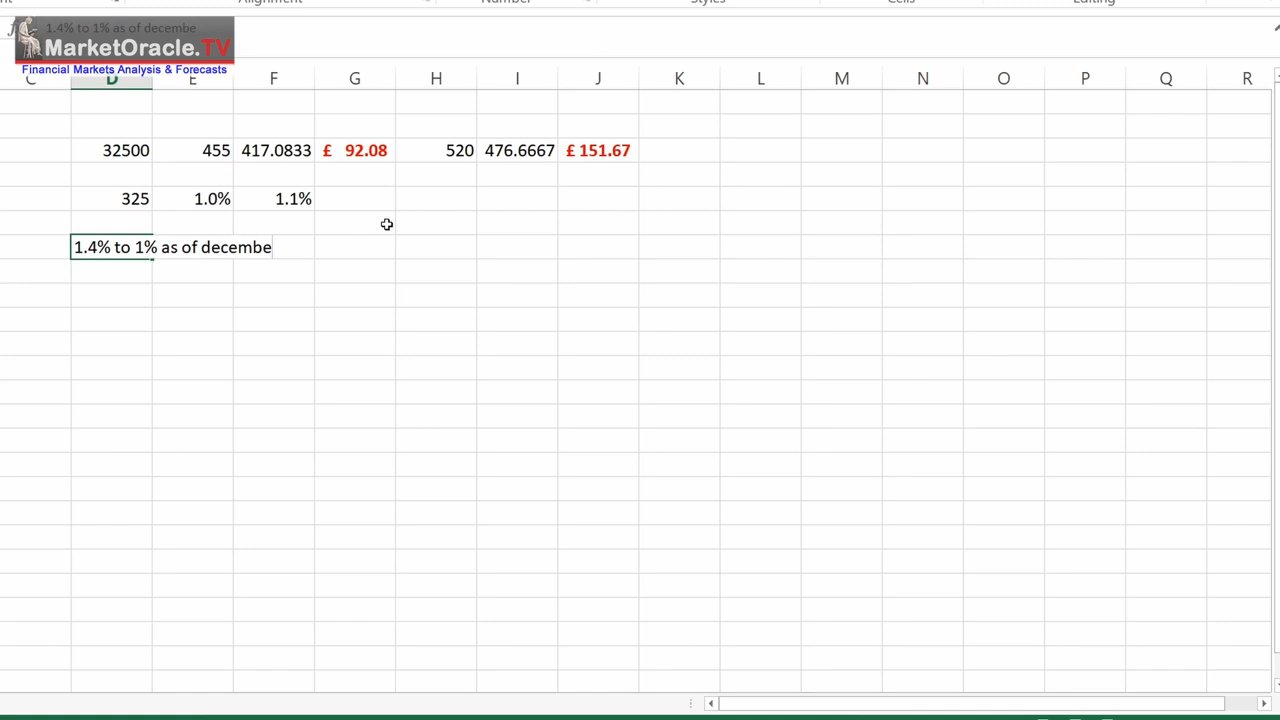 Alignment
Number
Styles
Cells
Editing
1.4% to 1% as of decembe
MarketOracle.TV
Financial Markets Analysis & Forecasts
C D E F G H I J K L M N O P Q R
32500 455 417.0833 £ 92.08 520 476.6667 £ 151.67
325 1.0% 1.1%
1.4% to 1% as of decembe